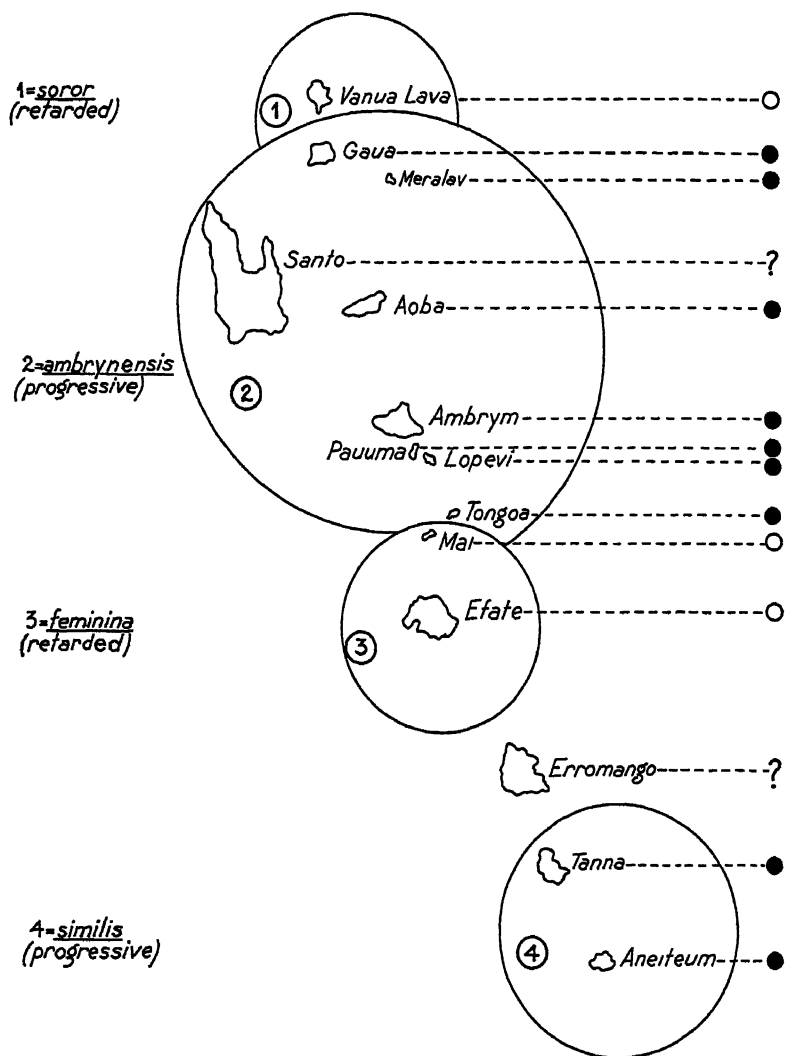 1=soror
(retarded)
1
Vanua Lava
Gaua
Meralav
Santo
?
Aoba
2=ambrynensis
(progressive)
2
Ambrym
Pauuma
Lopevi
Tongoa
Mai
3=feminina
(retarded)
3
Efate
Erromango
?
Tanna
4=similis
(progressive)
4
Aneiteum